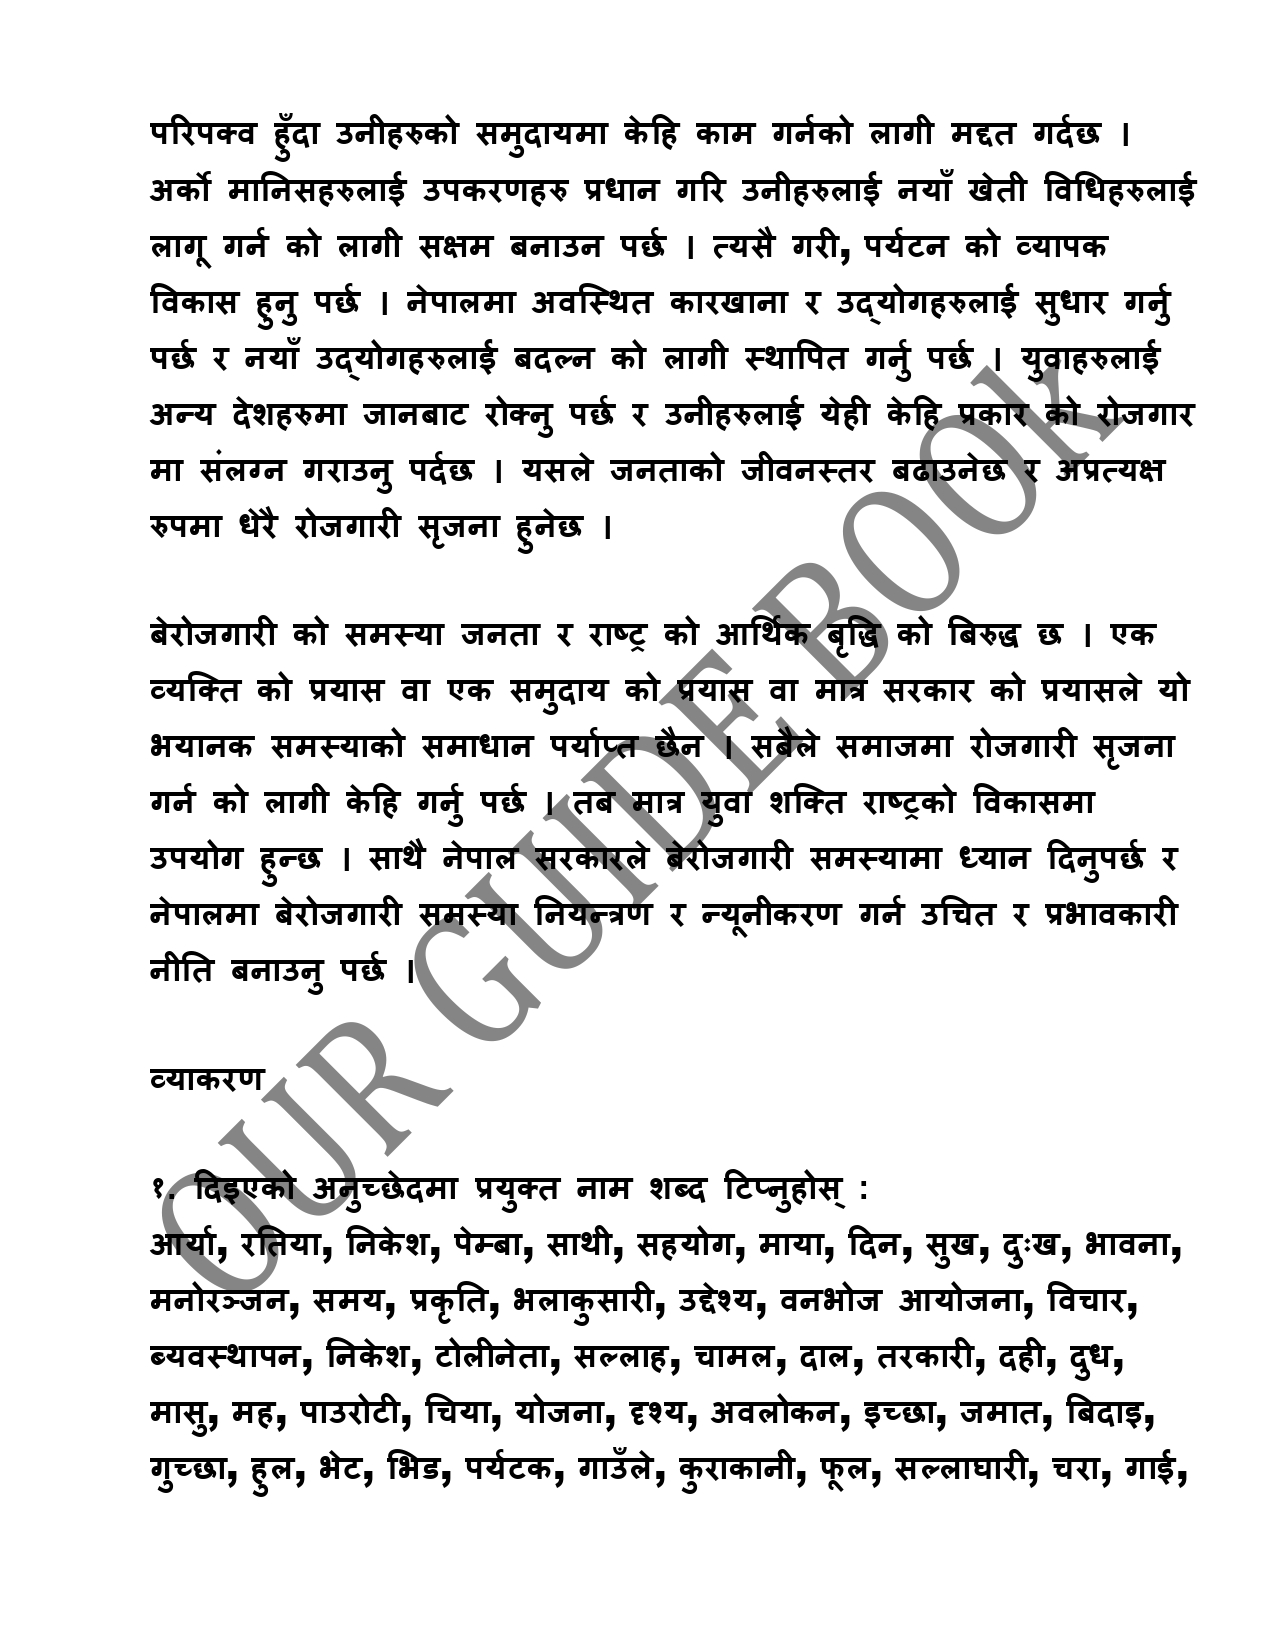 परिपक्व हुँदा उनीहरुको समुदायमा केहि काम गर्नको लागी मद्दत गर्दछ ।
अर्को मानिसहरुलाई उपकरणहरु प्रधान गरि उनीहरुलाई नयाँ खेती विधिहरुलाई
लागू गर्न को लागी सक्षम बनाउन पर्छ । त्यसै गरी, पर्यटन को व्यापक
विकास हुनु पर्छ । नेपालमा अवस्थित कारखाना र उद्योगहरुलाई सुधार गर्नु
पर्छ र नयाँ उद्योगहरुलाई बदल्न को लागी स्थापित गर्नु पर्छ । युवाहरुलाई
अन्य देशहरुमा जानबाट रोक्नु पर्छ र उनीहरुलाई येही केहि प्रकार को रोजगार
मा संलग्न गराउनु पर्दछ । यसले जनताको जीवनस्तर बढाउनेछ र अप्रत्यक्ष
रुपमा धेरै रोजगारी सृजना हुनेछ ।
बेरोजगारी को समस्या जनता र राष्ट्र को आर्थिक बृद्धि को बिरुद्ध छ । एक
व्यक्ति को प्रयास वा एक समुदाय को प्रयास वा मात्र सरकार को प्रयासले यो
भयानक समस्याको समाधान पर्याप्त छैन । सबैले समाजमा रोजगारी सृजना
गर्न को लागी केहि गर्नु पर्छ । तब मात्र युवा शक्ति राष्ट्रको विकासमा
उपयोग हुन्छ । साथै नेपाल सरकारले बेरोजगारी समस्यामा ध्यान दिनुपर्छ र
नेपालमा बेरोजगारी समस्या नियन्त्रण र न्यूनीकरण गर्न उचित र प्रभावकारी
नीति बनाउनु पर्छ ।
व्याकरण
१. दिइएको अनुच्छेदमा प्रयुक्त नाम शब्द टिप्नुहोस् :
आर्या, रतिया, निकेश, पेम्बा, साथी, सहयोग, माया, दिन, सुख, दुःख, भावना,
मनोरञ्जन, समय, प्रकृति, भलाकुसारी, उद्देश्य, वनभोज आयोजना, विचार,
ब्यवस्थापन, निकेश, टोलीनेता, सल्लाह, चामल, दाल, तरकारी, दही, दुध,
मासु, मह, पाउरोटी, चिया, योजना, दृश्य, अवलोकन, इच्छा, जमात, बिदाइ,
गुच्छा, हुल, भेट, भिड, पर्यटक, गाउँले, कुराकानी, फूल, सल्लाघारी, चरा, गाई,
OUR GUIDE BOOK